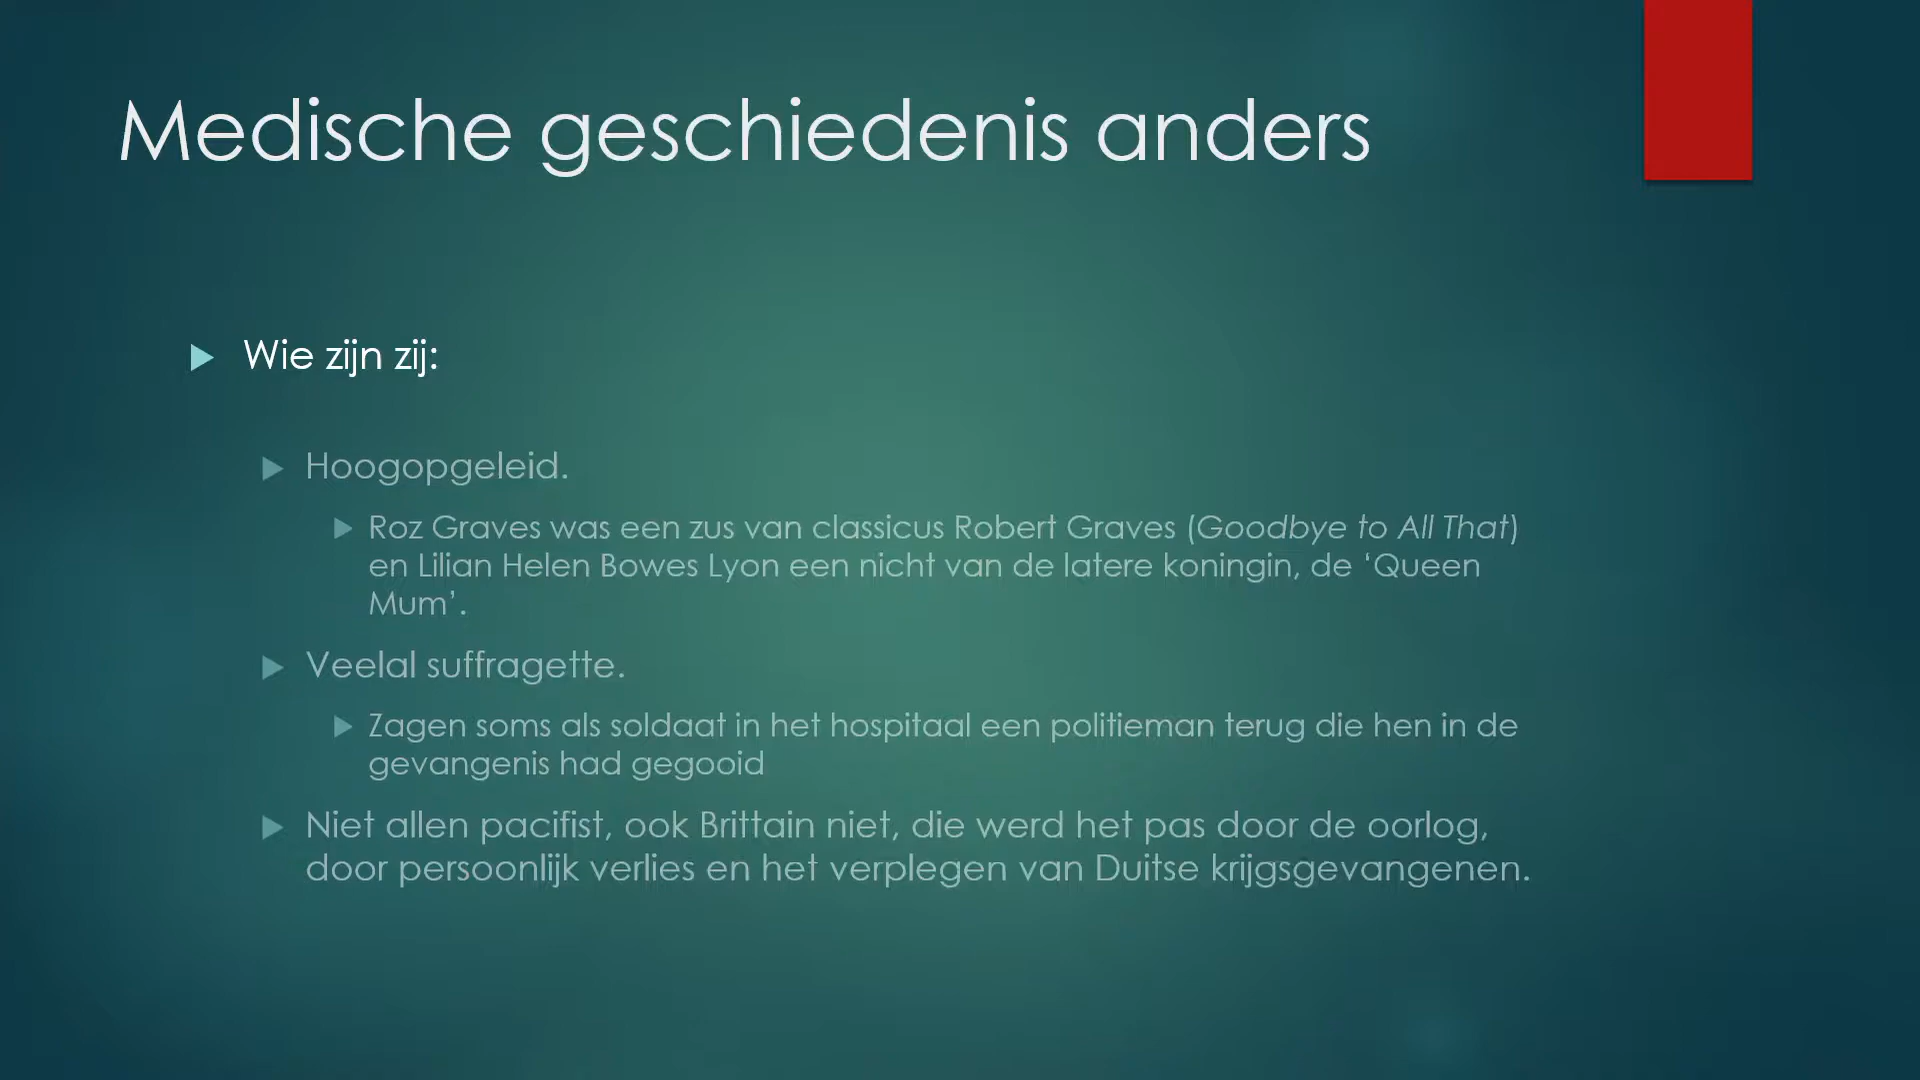 Medische geschiedenis anders
Wie zijn zij:
Hoogopgeleid.
Roz Graves was een zus van classicus Robert Graves (Goodbye to All That)
en Lilian Helen Bowes Lyon een nicht van de latere koningin, de ‘Queen
Mum’.
Veelal suffragette.
Zagen soms als soldaat in het hospitaal een politieman terug die hen in de
gevangenis had gegooid
Niet allen pacifist, ook Brittain niet, die werd het pas door de oorlog,
door persoonlijk verlies en het verplegen van Duitse krijgsgevangenen.